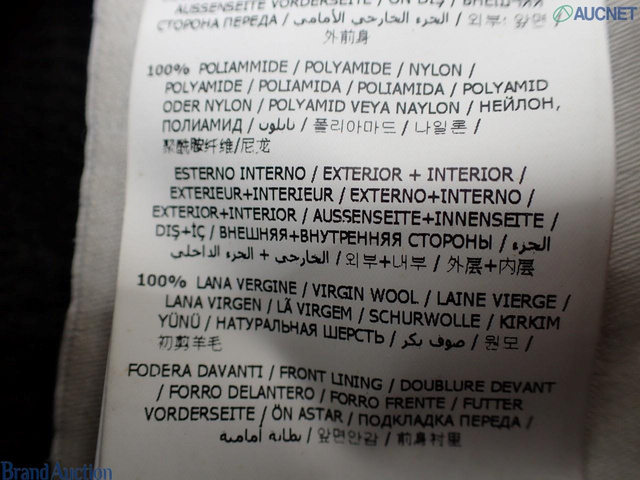 AUSSENSEITE VORDERSEITE / ÖN DIŞ / ВНЕШНЯЯ
СТОРОНА ПЕРЕДА / الجزء الخارجي الأمامي / 외부: 앞면 /
外前身
100% POLIAMMIDE / POLYAMIDE / NYLON /
POLYAMIDE / POLIAMIDA / POLIAMIDA / POLYAMID
ODER NYLON / POLYAMID VEYA NAYLON / НЕЙЛОН,
ПОЛИАМИД / نايلون / 폴리아마드 / 나일론 /
聚酰胺纤维/尼龙
ESTERNO INTERNO / EXTERIOR + INTERIOR /
EXTERIEUR+INTERIEUR / EXTERNO+INTERNO /
EXTERIOR+INTERIOR / AUSSENSEITE+INNENSEITE /
DIŞ+İÇ / ВНЕШНЯЯ+ВНУТРЕННЯЯ СТОРОНЫ / الجزء
الخارجي + الجزء الداخلي / 외부+내부 / 外层+内层
100% LANA VERGINE / VIRGIN WOOL / LAINE VIERGE /
LANA VIRGEN / LÃ VIRGEM / SCHURWOLLE / KIRKIM
YÜNÜ / НАТУРАЛЬНАЯ ШЕРСТЬ / صوف بكر / 원모 /
初剪羊毛
FODERA DAVANTI / FRONT LINING / DOUBLURE DEVANT
/ FORRO DELANTERO / FORRO FRENTE / FUTTER
VORDERSEITE / ÖN ASTAR / ПОДКЛАДКА ПЕРЕДА /
بطانة أمامية / 앞면안감 / 前身衬里
AUCNET
Brand Auction